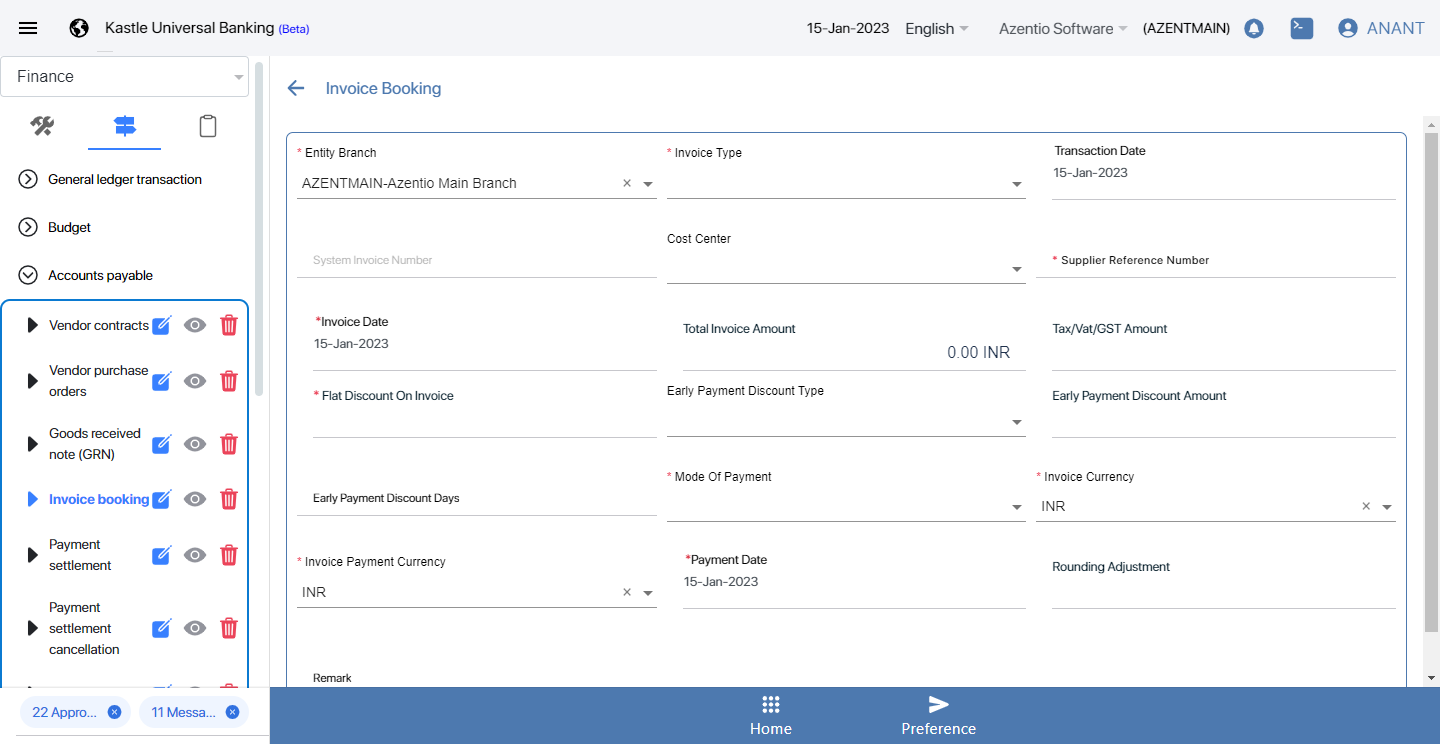 Kastle Universal Banking (Beta)
15-Jan-2023
English
Azentio Software
(AZENTMAIN)
ANANT
Finance
General ledger transaction
Budget
Accounts payable
Vendor contracts
Vendor purchase
orders
Goods received
note (GRN)
Invoice booking
Payment
settlement
Payment
settlement
cancellation
22 Appro...
11 Messa...
Invoice Booking
* Entity Branch
AZENTMAIN-Azentio Main Branch
* Invoice Type
Transaction Date
15-Jan-2023
System Invoice Number
Cost Center
* Supplier Reference Number
*Invoice Date
15-Jan-2023
Total Invoice Amount
0.00 INR
Tax/Vat/GST Amount
* Flat Discount On Invoice
Early Payment Discount Type
Early Payment Discount Amount
Early Payment Discount Days
* Mode Of Payment
* Invoice Currency
INR
* Invoice Payment Currency
INR
*Payment Date
15-Jan-2023
Rounding Adjustment
Remark
Home
Preference